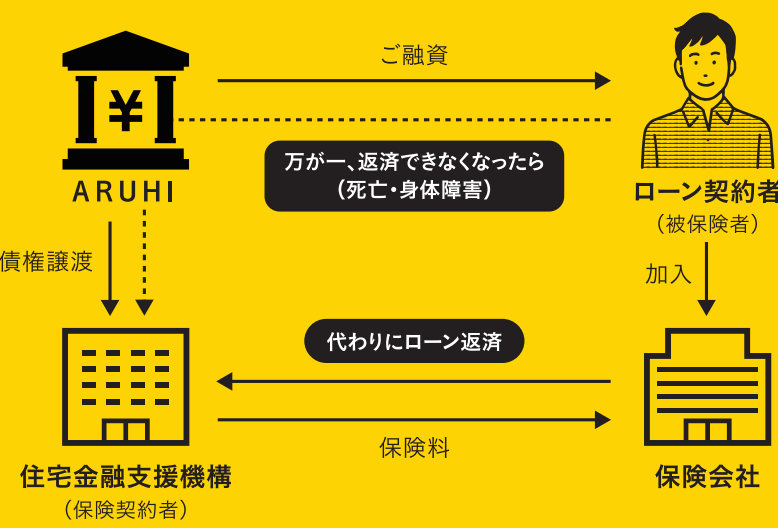 ご融資
¥
万が一、返済できなくなったら
（死亡・身体障害）
ARUHI
ローン契約者
（被保険者）
債権譲渡
加入
代わりにローン返済
保険料
住宅金融支援機構
（保険契約者）
保険会社